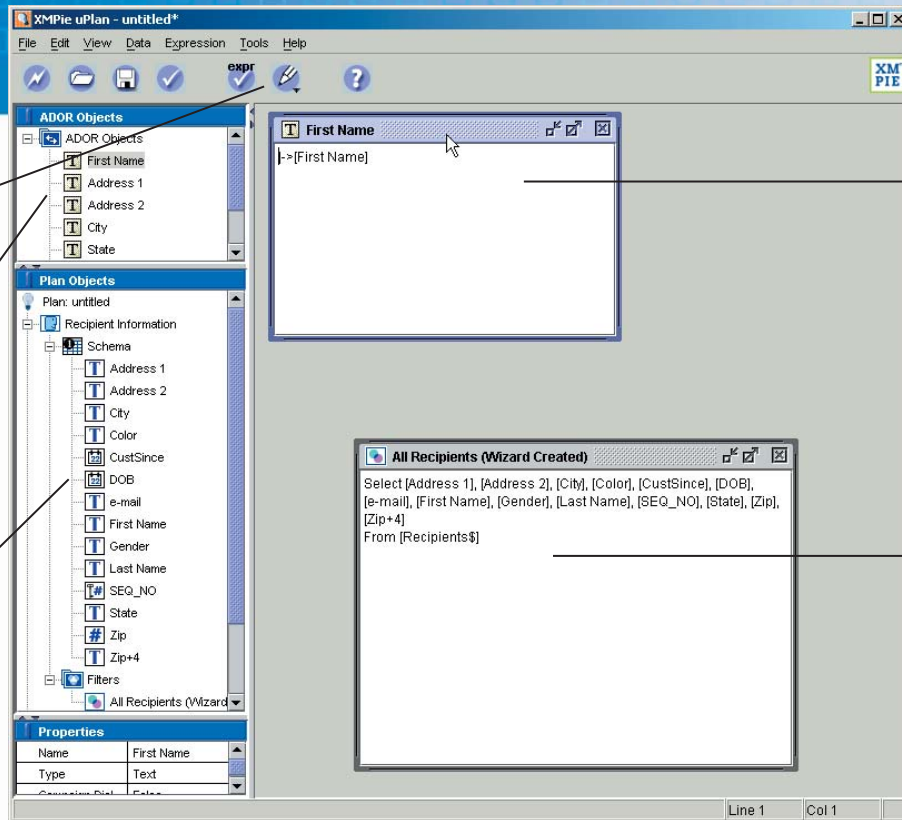 XMPie uPlan - untitled*
File Edit View Data Expression Tools Help
expr
?
XM
PIE
ADOR Objects
ADOR Objects
T First Name
T Address 1
T Address 2
T City
T State
Plan Objects
Plan: untitled
Recipient Information
Schema
T Address 1
T Address 2
T City
T Color
22 CustSince
22 DOB
T e-mail
T First Name
T Gender
T Last Name
T# SEQ_NO
T State
# Zip
T Zip+4
Filters
All Recipients (Wizard
Properties
Name First Name
Type Text
T First Name
->[First Name]
All Recipients (Wizard Created)
Select [Address 1], [Address 2], [City], [Color], [CustSince], [DOB],
[e-mail], [First Name], [Gender], [Last Name], [SEQ_NO], [State], [Zip],
[Zip+4]
From [Recipients$]
Line 1 Col 1